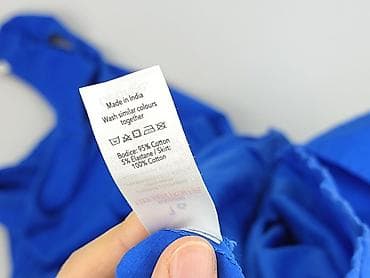 Made in India
Wash similar colours
together
Bodice: 95% Cotton
5% Elastane / Skirt:
100% Cotton